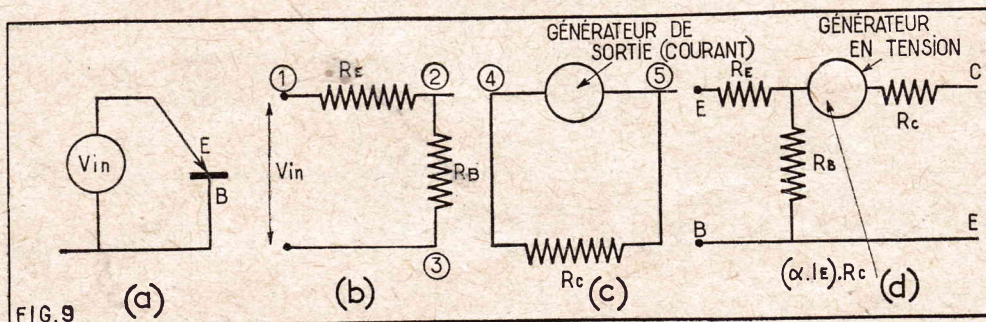 GÉNÉRATEUR DE
SORTIE (COURANT)
GÉNÉRATEUR
EN TENSION
1
RE
2
4
5
RE
C
E
RC
Vin
E
B
Vin
RB
RB
B
E
3
RC
(α.IE).RC
FIG.9
(a)
(b)
(c)
(d)